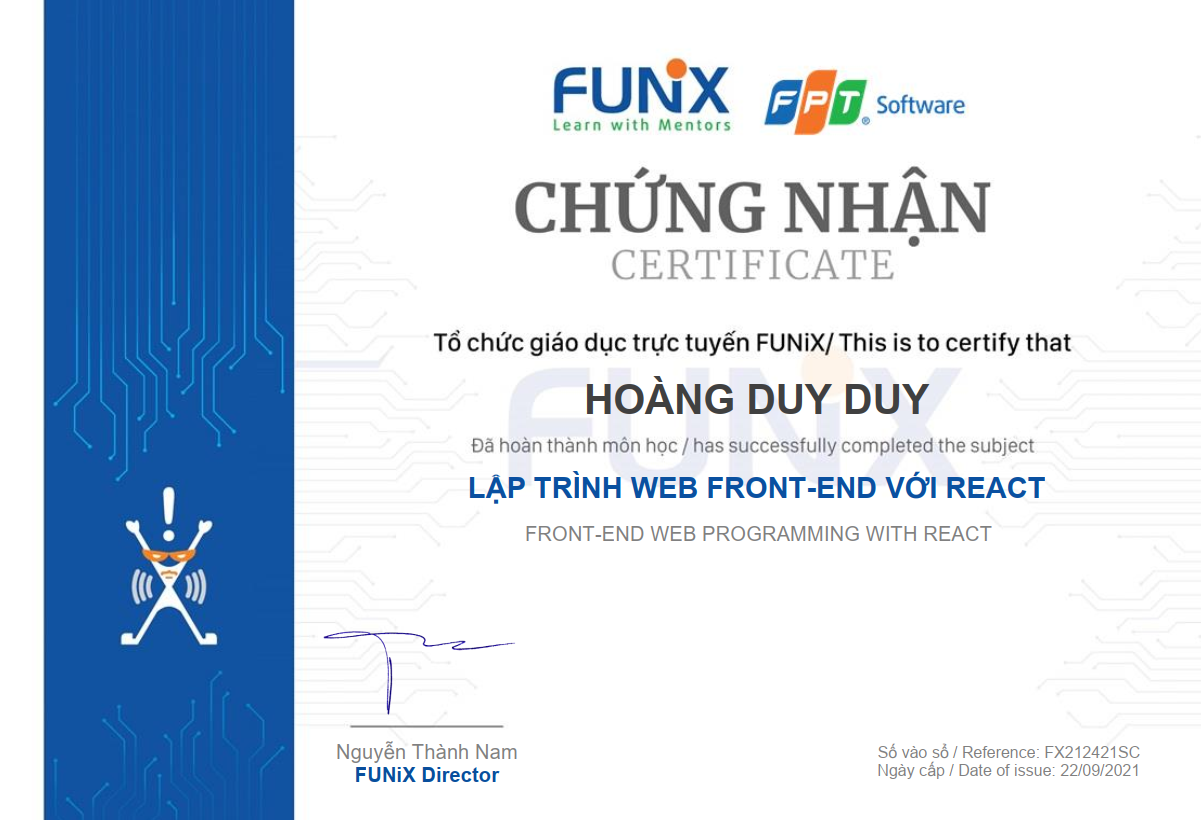 FUNiX
Learn with Mentors
FPT Software
CHỨNG NHẬN
CERTIFICATE
Tổ chức giáo dục trực tuyến FUNiX/ This is to certify that
FUNiX
HOÀNG DUY DUY
Đã hoàn thành môn học / has successfully completed the subject
LẬP TRÌNH WEB FRONT-END VỚI REACT
FRONT-END WEB PROGRAMMING WITH REACT
Nguyễn Thành Nam
FUNiX Director
Số vào sổ / Reference: FX212421SC
Ngày cấp / Date of issue: 22/09/2021